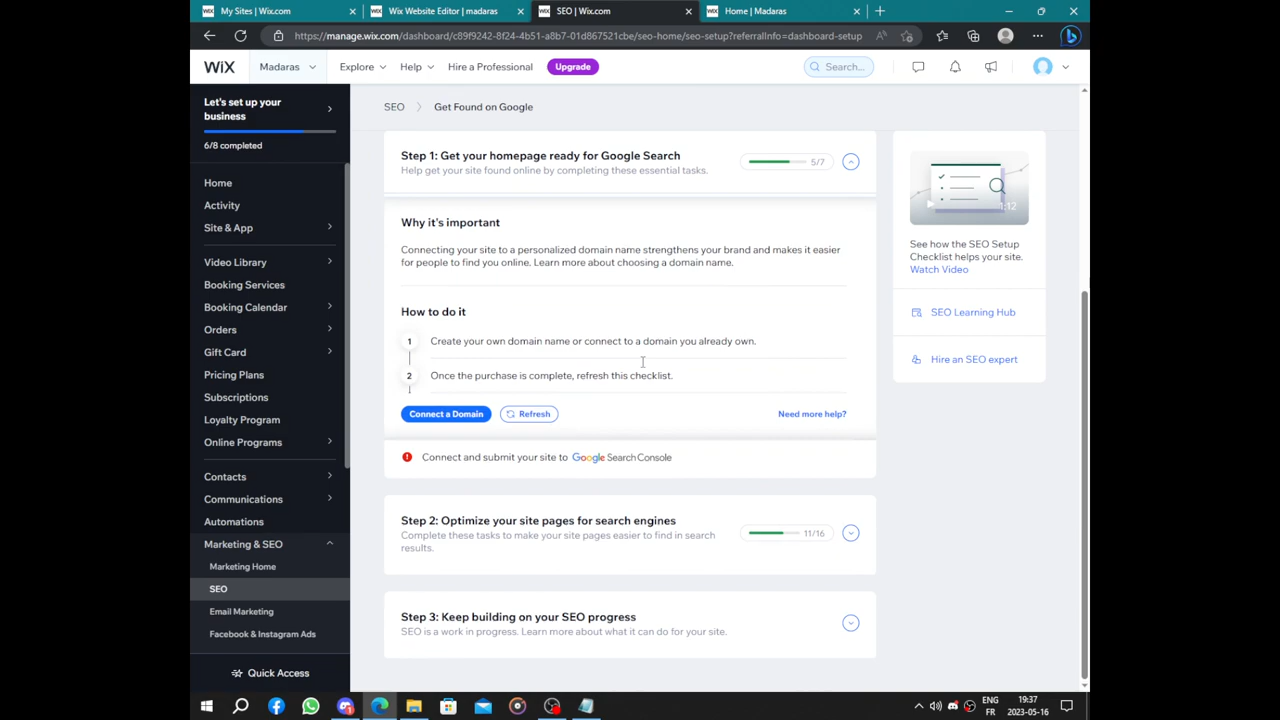 My Sites | Wix.com
Wix Website Editor | madaras
SEO | Wix.com
Home | Madaras
https://manage.wix.com/dashboard/c89f9242-8f24-4b51-a8b7-01d867521cbe/seo-home/seo-setup?referralInfo=dashboard-setup
WiX
Madaras
Explore
Help
Hire a Professional
Upgrade
Search...
Let's set up your
business
6/8 completed
Home
Activity
Site & App
Video Library
Booking Services
Booking Calendar
Orders
Gift Card
Pricing Plans
Subscriptions
Loyalty Program
Online Programs
Contacts
Communications
Automations
Marketing & SEO
Marketing Home
SEO
Email Marketing
Facebook & Instagram Ads
Quick Access
SEO
Get Found on Google
Step 1: Get your homepage ready for Google Search
Help get your site found online by completing these essential tasks.
5/7
Why it's important
Connecting your site to a personalized domain name strengthens your brand and makes it easier
for people to find you online. Learn more about choosing a domain name.
How to do it
1 Create your own domain name or connect to a domain you already own.
2 Once the purchase is complete, refresh this checklist.
Connect a Domain
Refresh
Need more help?
Connect and submit your site to Google Search Console
Step 2: Optimize your site pages for search engines
Complete these tasks to make your site pages easier to find in search
results.
11/16
Step 3: Keep building on your SEO progress
SEO is a work in progress. Learn more about what it can do for your site.
1:12
See how the SEO Setup
Checklist helps your site.
Watch Video
SEO Learning Hub
Hire an SEO expert
ENG
FR
19:37
2023-05-16